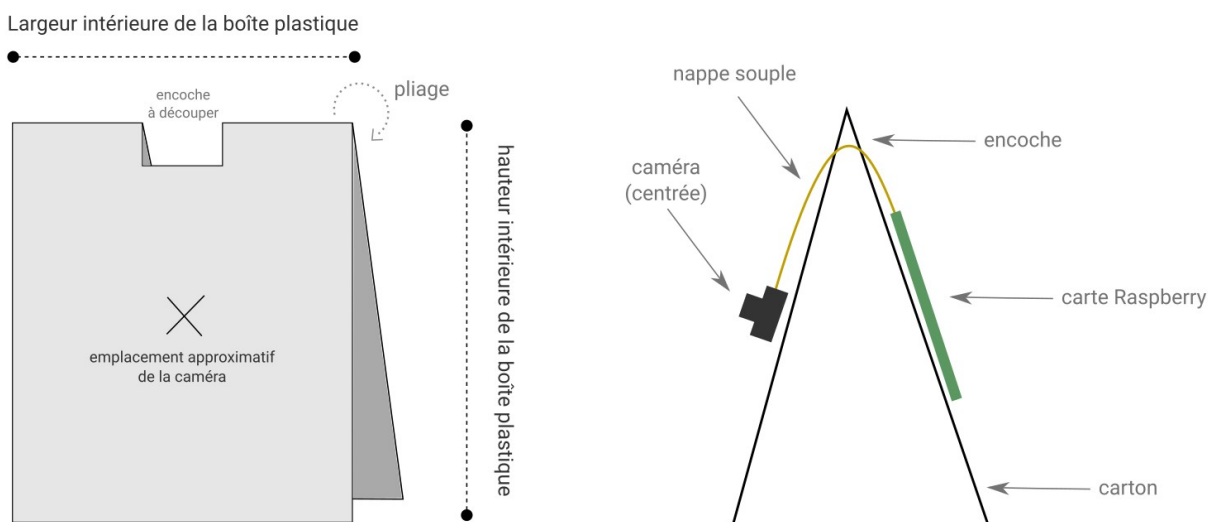 Largeur intérieure de la boîte plastique
encoche
à découper
pliage
hauteur intérieure de la boîte plastique
emplacement approximatif
de la caméra
nappe souple
encoche
caméra
(centrée)
carte Raspberry
carton